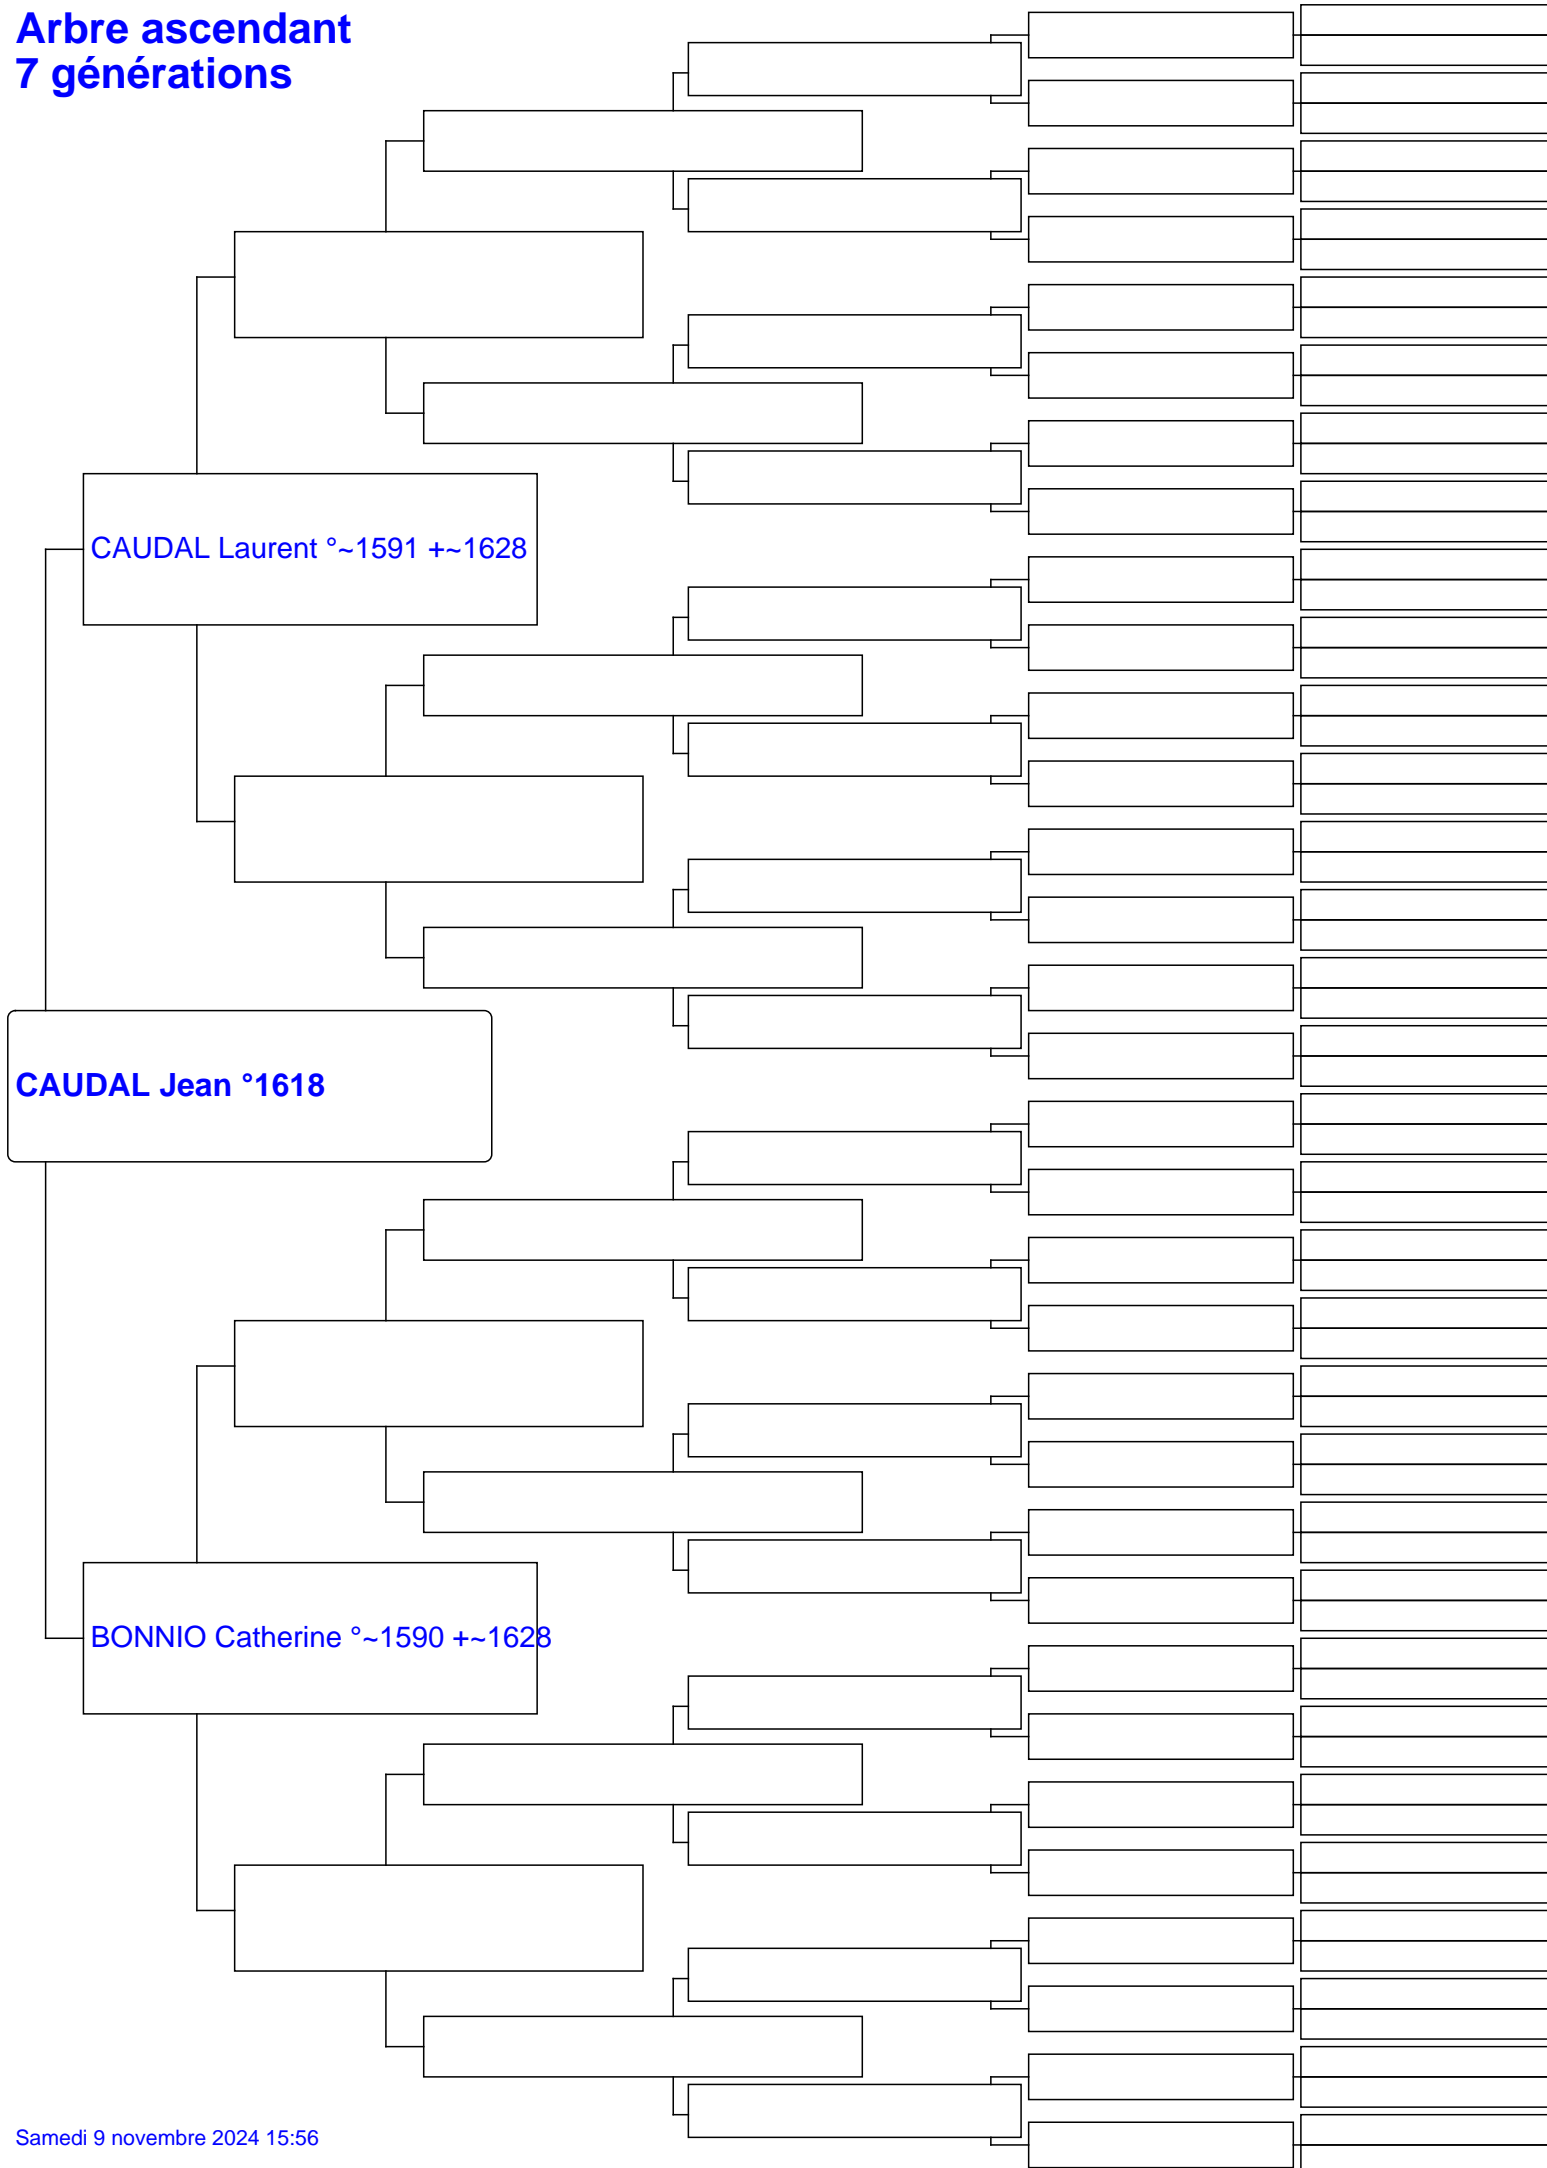 Arbre ascendant
7 générations
CAUDAL Laurent °~1591 +~1628
CAUDAL Jean °1618
BONNIO Catherine °~1590 +~1628
Samedi 9 novembre 2024 15:56